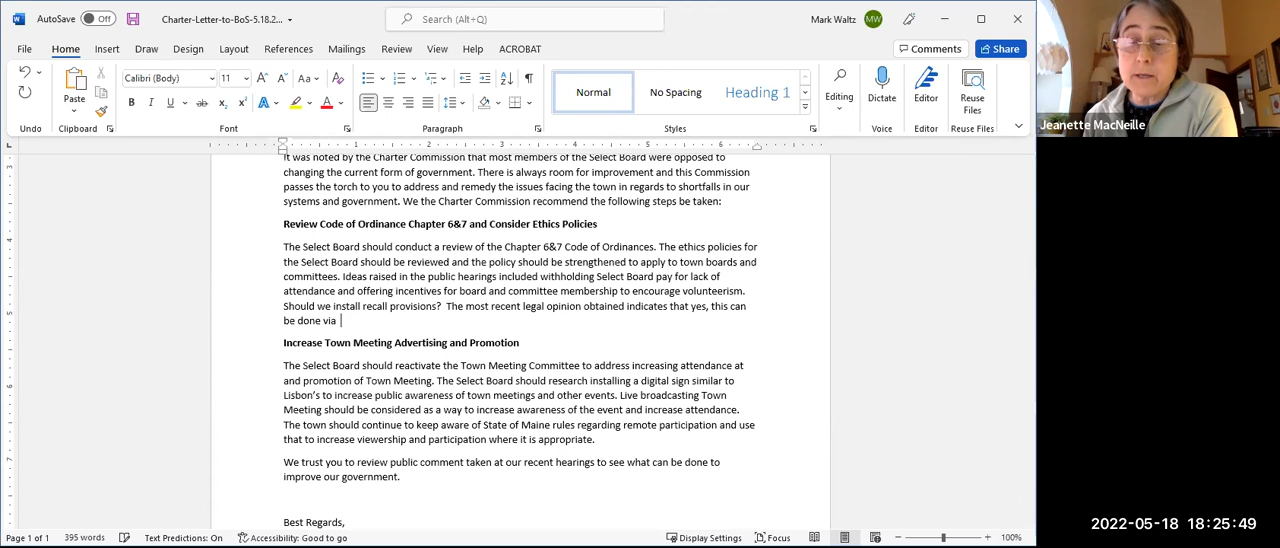 AutoSave Off Charter-Letter-to-BoS-5.18.2... Search (Alt+Q) Mark Waltz MW
File Home Insert Draw Design Layout References Mailings Review View Help ACROBAT Comments Share
Calibri (Body) 11 Aa
Paste B I U ab x₂ x² A A Normal No Spacing Heading 1 Editing Dictate Editor Reuse Files
Undo Clipboard Font Paragraph Styles Voice Editor Reuse Files
1 2 3 4 5 6
3
4
5
6
7
It was noted by the Charter Commission that most members of the Select Board were opposed to
changing the current form of government. There is always room for improvement and this Commission
passes the torch to you to address and remedy the issues facing the town in regards to shortfalls in our
systems and government. We the Charter Commission recommend the following steps be taken:
Review Code of Ordinance Chapter 6&7 and Consider Ethics Policies
The Select Board should conduct a review of the Chapter 6&7 Code of Ordinances. The ethics policies for
the Select Board should be reviewed and the policy should be strengthened to apply to town boards and
committees. Ideas raised in the public hearings included withholding Select Board pay for lack of
attendance and offering incentives for board and committee membership to encourage volunteerism.
Should we install recall provisions?  The most recent legal opinion obtained indicates that yes, this can
be done via
Increase Town Meeting Advertising and Promotion
The Select Board should reactivate the Town Meeting Committee to address increasing attendance at
and promotion of Town Meeting. The Select Board should research installing a digital sign similar to
Lisbon's to increase public awareness of town meetings and other events. Live broadcasting Town
Meeting should be considered as a way to increase awareness of the event and increase attendance.
The town should continue to keep aware of State of Maine rules regarding remote participation and use
that to increase viewership and participation where it is appropriate.
We trust you to review public comment taken at our recent hearings to see what can be done to
improve our government.
Best Regards,
Page 1 of 1 395 words Text Predictions: On Accessibility: Good to go Display Settings Focus 100%
Jeanette MacNeille
2022-05-18 18:25:49